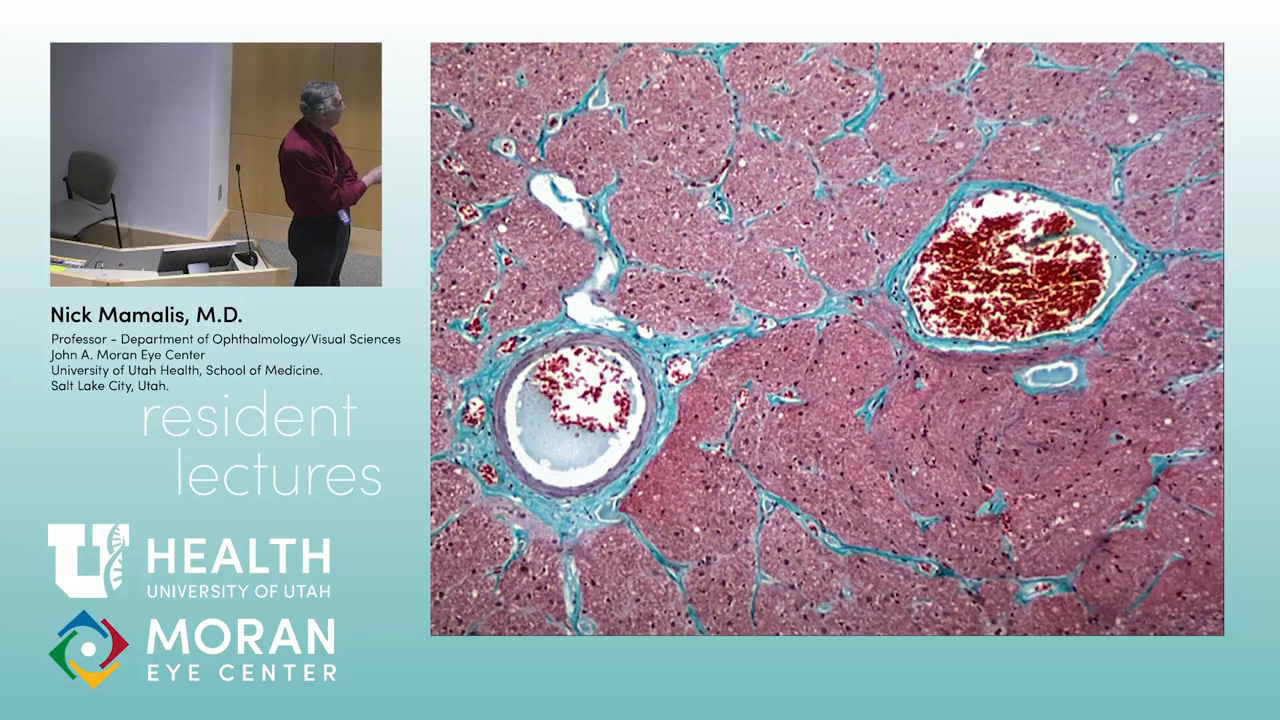 Nick Mamalis, M.D.
Professor - Department of Ophthalmology/Visual Sciences
John A. Moran Eye Center
University of Utah Health, School of Medicine.
Salt Lake City, Utah.
resident
lectures
U HEALTH
UNIVERSITY OF UTAH
MORAN
EYE CENTER